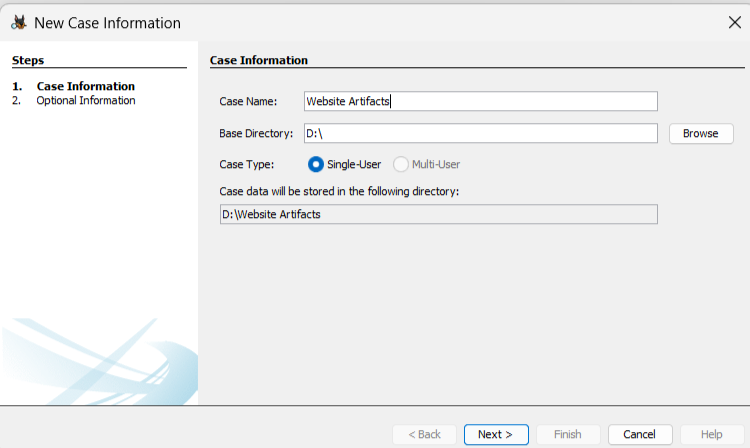 New Case Information
Steps
1. Case Information
2. Optional Information
Case Information
Case Name: Website Artifacts
Base Directory: D:\ Browse
Case Type: Single-User Multi-User
Case data will be stored in the following directory:
D:\Website Artifacts
< Back Next > Finish Cancel Help